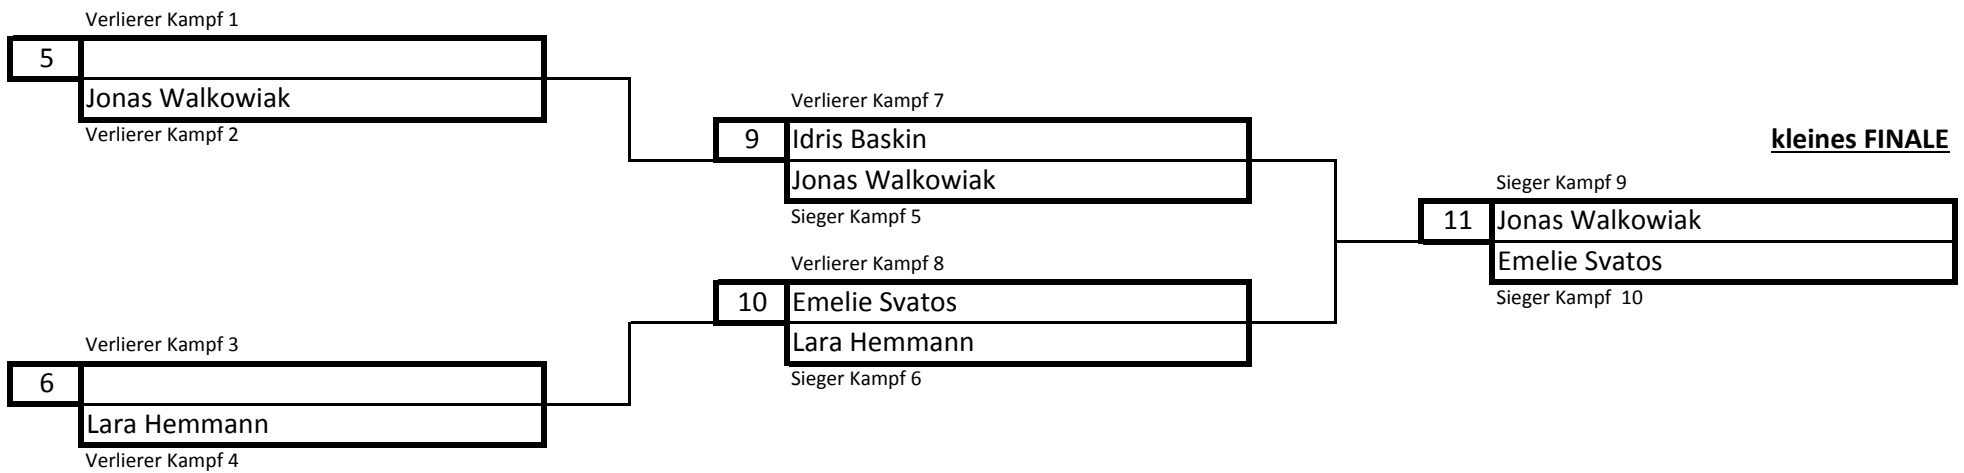 Verlierer Kampf 1
5
Jonas Walkowiak
Verlierer Kampf 2
Verlierer Kampf 3
6
Lara Hemmann
Verlierer Kampf 4
Verlierer Kampf 7
9 Idris Baskin
Jonas Walkowiak
Sieger Kampf 5
Verlierer Kampf 8
10 Emelie Svatos
Lara Hemmann
Sieger Kampf 6
kleines FINALE
Sieger Kampf 9
11 Jonas Walkowiak
Emelie Svatos
Sieger Kampf  10